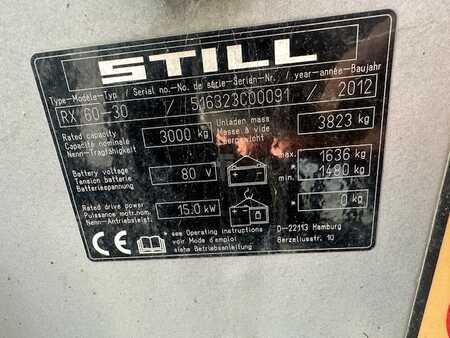 STILL
Type-Modèle-Typ / Serial no.-No. de série-Serien-Nr. / year-année-Baujahr
RX 60-30 / 516323C00091 / 2012
Rated capacity
Capacité nominale
Nenn-Tragfähigkeit
3000 kg
Unladen mass
Masse à vide
Leergewicht
3823 kg
Battery voltage
Tension batterie
Batteriespannung
80 V
max. 1636 kg
*
min. 1480 kg
Rated drive power
Puissance motr.nom.
Nenn-Antriebsleist.
15.0 kW
* 0 kg
CE
* see Operating instructions
voir Mode d'emploi
siehe Betriebsanleitung
D-22113 Hamburg
Berzeliusstr. 10